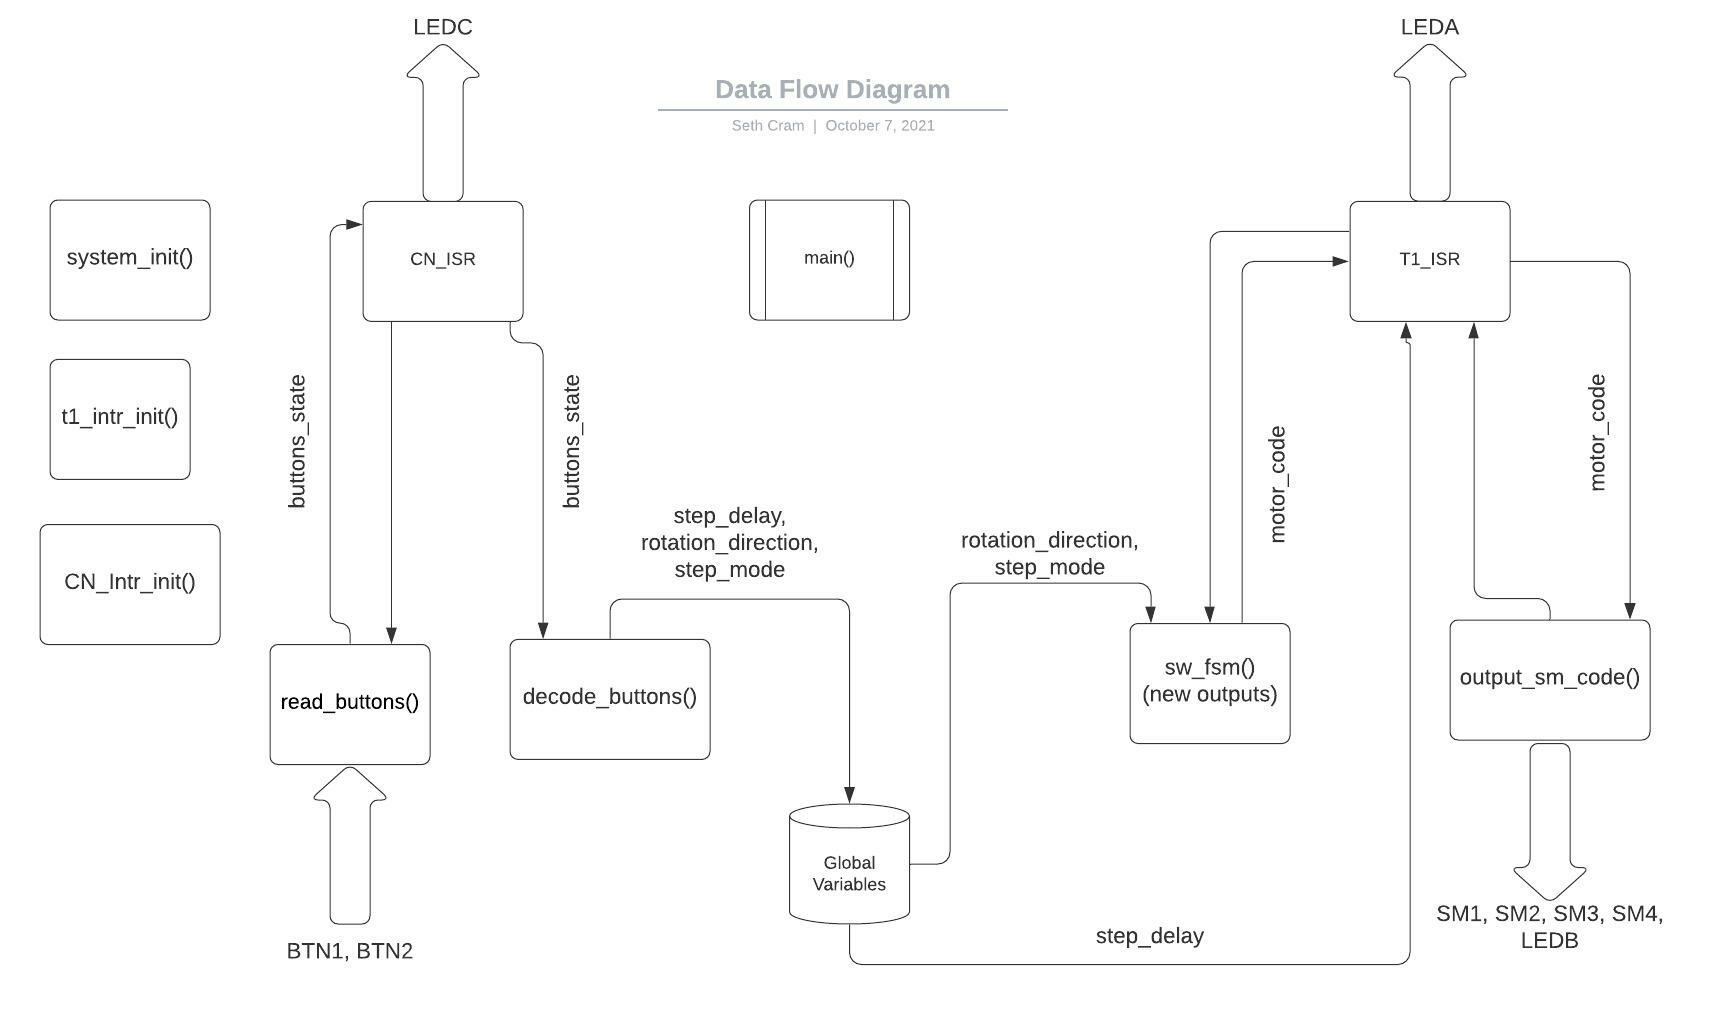 LEDC
LEDA
Data Flow Diagram
Seth Cram | October 7, 2021
system_init()
CN_ISR
main()
T1_ISR
t1_intr_init()
buttons_state
buttons_state
motor_code
motor_code
step_delay,
rotation_direction,
step_mode
rotation_direction,
step_mode
CN_Intr_init()
read_buttons()
decode_buttons()
sw_fsm()
(new outputs)
output_sm_code()
Global
Variables
SM1, SM2, SM3, SM4,
LEDB
step_delay
BTN1, BTN2